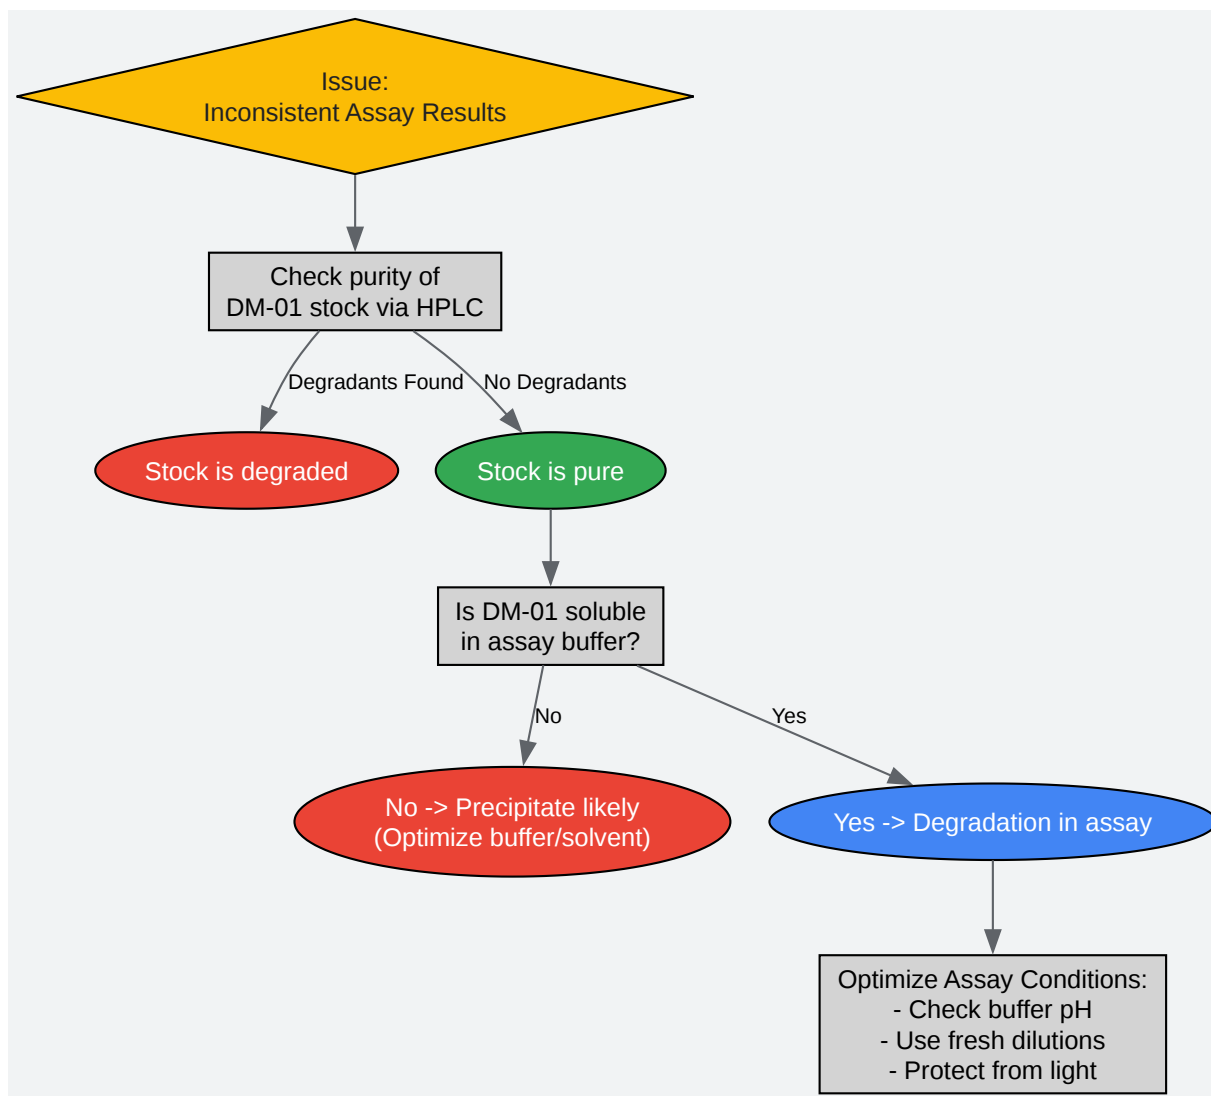 Issue:
Inconsistent Assay Results
Check purity of
DM-01 stock via HPLC
Degradants Found
No Degradants
Stock is degraded
Stock is pure
Is DM-01 soluble
in assay buffer?
No
Yes
No -> Precipitate likely
(Optimize buffer/solvent)
Yes -> Degradation in assay
Optimize Assay Conditions:
- Check buffer pH
- Use fresh dilutions
- Protect from light